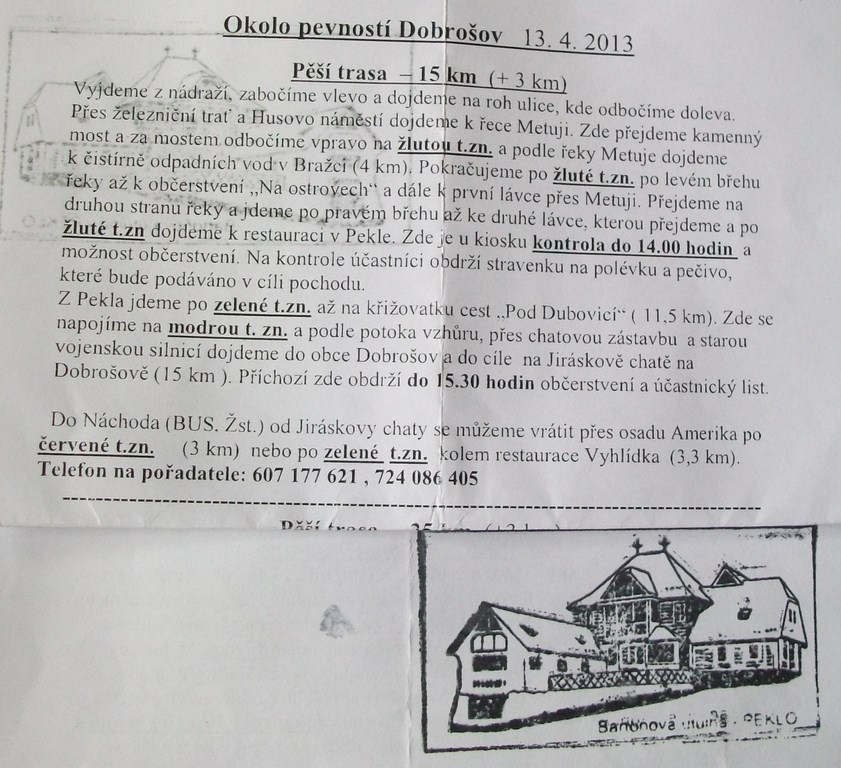 Okolo pevností Dobrošov 13. 4. 2013
Pěší trasa – 15 km (+ 3 km)
Vyjdeme z nádraží, zabočíme vlevo a dojdeme na roh ulice, kde odbočíme doleva.
Přes železniční trať a Husovo náměstí dojdeme k řece Metuji. Zde přejdeme kamenný
most a za mostem odbočíme vpravo na žlutou t.zn. a podle řeky Metuje dojdeme
k čistírně odpadních vod v Bražci (4 km). Pokračujeme po žluté t.zn. po levém břehu
řeky až k občerstvení „Na ostrovech“ a dále k první lávce přes Metuji. Přejdeme na
druhou stranu řeky a jdeme po pravém břehu až ke druhé lávce, kterou přejdeme a po
žluté t.zn dojdeme k restauraci v Pekle. Zde je u kiosku kontrola do 14.00 hodin a
možnost občerstvení. Na kontrole účastníci obdrží stravenku na polévku a pečivo,
které bude podáváno v cíli pochodu.
Z Pekla jdeme po zelené t.zn. až na křižovatku cest „Pod Dubovicí“ ( 11,5 km). Zde se
napojíme na modrou t. zn. a podle potoka vzhůru, přes chatovou zástavbu a starou
vojenskou silnicí dojdeme do obce Dobrošov a do cíle na Jiráskově chatě na
Dobrošově (15 km ). Příchozí zde obdrží do 15.30 hodin občerstvení a účastnický list.
Do Náchoda (BUS. Žst.) od Jiráskovy chaty se můžeme vrátit přes osadu Amerika po
červené t.zn. (3 km) nebo po zelené t.zn. kolem restaurace Vyhlídka (3,3 km).
Telefon na pořadatele: 607 177 621 , 724 086 405
Pěší trasa
Bartoňova - PEKLO